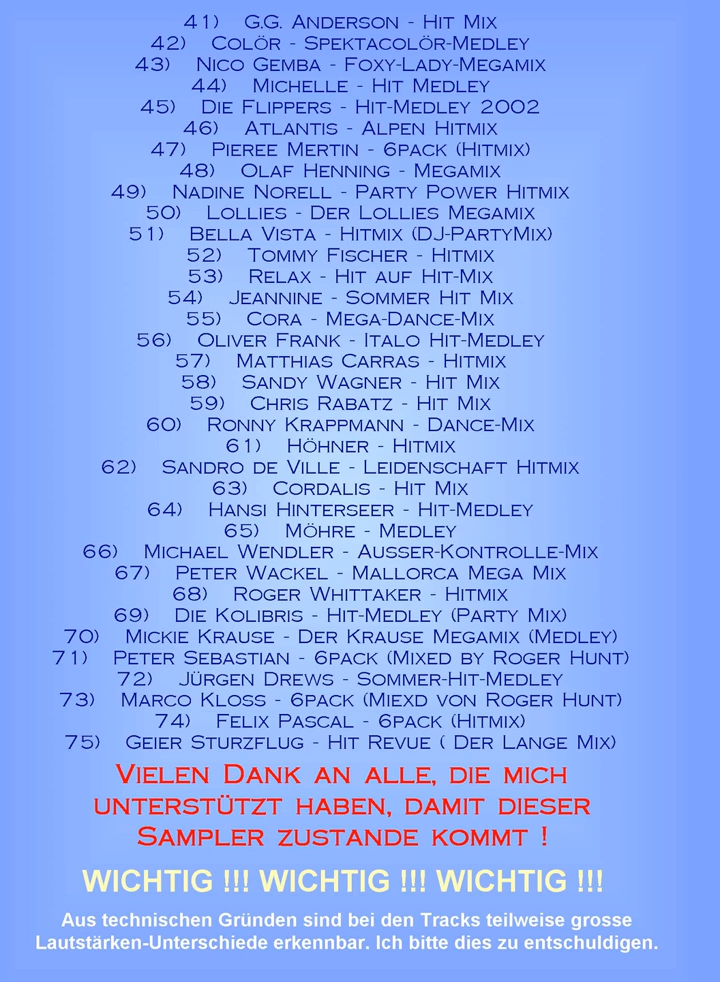 41) G.G. Anderson - Hit Mix
42) Colör - Spektacolör-Medley
43) Nico Gemba - Foxy-Lady-Megamix
44) Michelle - Hit Medley
45) Die Flippers - Hit-Medley 2002
46) Atlantis - Alpen Hitmix
47) Pieree Mertin - 6pack (Hitmix)
48) Olaf Henning - Megamix
49) Nadine Norell - Party Power Hitmix
50) Lollies - Der Lollies Megamix
51) Bella Vista - Hitmix (DJ-PartyMix)
52) Tommy Fischer - Hitmix
53) Relax - Hit auf Hit-Mix
54) Jeannine - Sommer Hit Mix
55) Cora - Mega-Dance-Mix
56) Oliver Frank - Italo Hit-Medley
57) Matthias Carras - Hitmix
58) Sandy Wagner - Hit Mix
59) Chris Rabatz - Hit Mix
60) Ronny Krappmann - Dance-Mix
61) Höhner - Hitmix
62) Sandro de Ville - Leidenschaft Hitmix
63) Cordalis - Hit Mix
64) Hansi Hinterseer - Hit-Medley
65) Möhre - Medley
66) Michael Wendler - Ausser-Kontrolle-Mix
67) Peter Wackel - Mallorca Mega Mix
68) Roger Whittaker - Hitmix
69) Die Kolibris - Hit-Medley (Party Mix)
70) Mickie Krause - Der Krause Megamix (Medley)
71) Peter Sebastian - 6pack (Mixed by Roger Hunt)
72) Jürgen Drews - Sommer-Hit-Medley
73) Marco Kloss - 6pack (Miexd von Roger Hunt)
74) Felix Pascal - 6pack (Hitmix)
75) Geier Sturzflug - Hit Revue ( Der Lange Mix)
Vielen Dank an alle, die mich
unterstützt haben, damit dieser
Sampler zustande kommt !
WICHTIG !!! WICHTIG !!! WICHTIG !!!
Aus technischen Gründen sind bei den Tracks teilweise grosse
Lautstärken-Unterschiede erkennbar. Ich bitte dies zu entschuldigen.